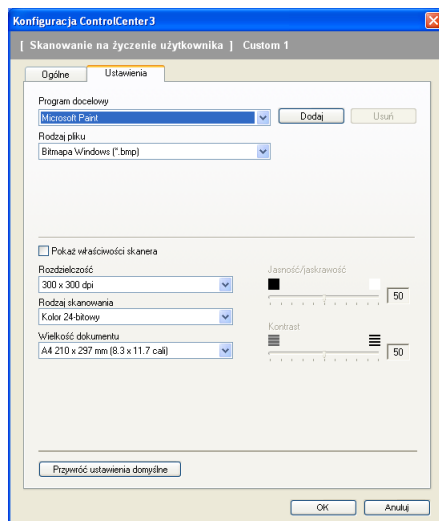 Konfiguracja ControlCenter3
[ Skanowanie na życzenie użytkownika ] Custom 1
Ogólne Ustawienia
Program docelowy
Microsoft Paint Dodaj Usuń
Rodzaj pliku
Bitmapa Windows (*.bmp)
Pokaż właściwości skanera
Rozdzielczość Jasność/jaskrawość
300 x 300 dpi 50
Rodzaj skanowania
Kolor 24-bitowy
Kontrast
Wielkość dokumentu
A4 210 x 297 mm (8.3 x 11.7 cali) 50
Przywróć ustawienia domyślne
OK Anuluj